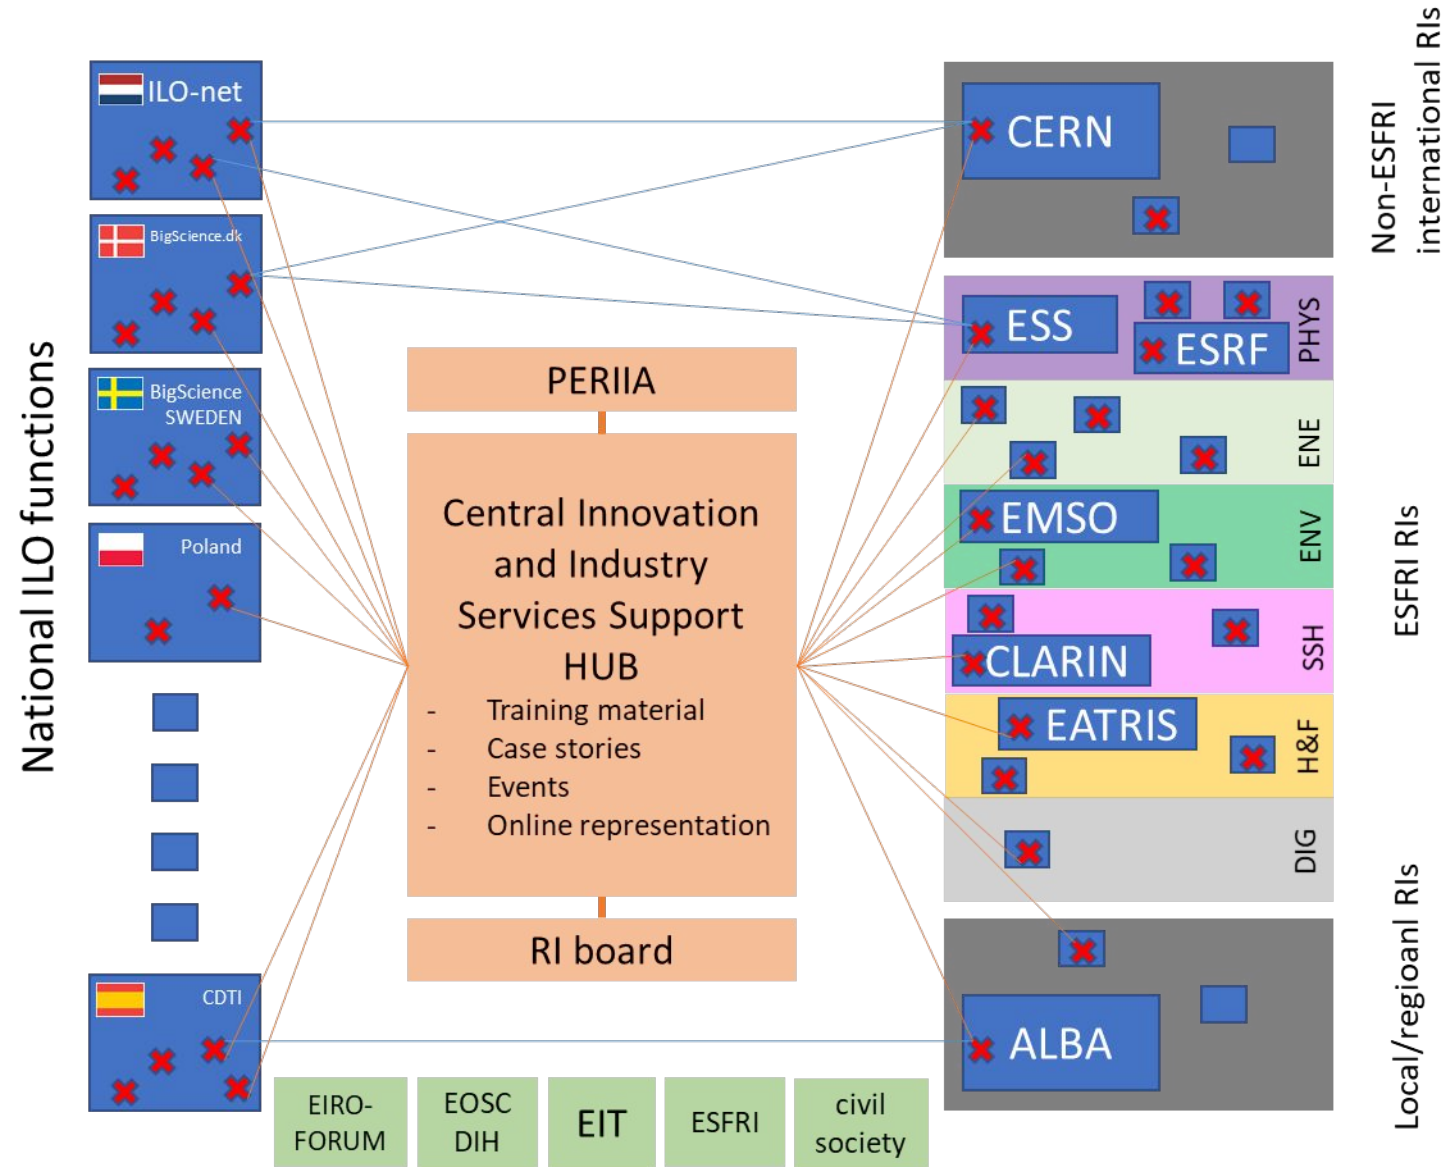 National ILO functions
ILO-net
BigScience.dk
BigScience
SWEDEN
Poland
CDTI
PERIIA
Central Innovation
and Industry
Services Support
HUB
- Training material
- Case stories
- Events
- Online representation
RI board
EIRO-
FORUM
EOSC
DIH
EIT
ESFRI
civil
society
CERN
Non-ESFRI
international RIs
ESS
ESRF
PHYS
ENE
EMSO
ENV
CLARIN
SSH
EATRIS
H&F
DIG
ESFRI RIs
ALBA
Local/regioanl RIs